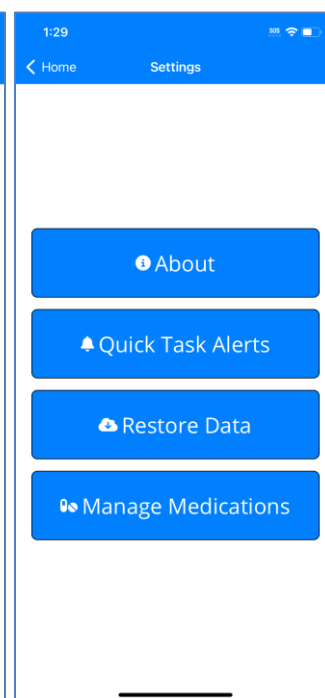 1:29
SOS
Home
Settings
About
Quick Task Alerts
Restore Data
Manage Medications